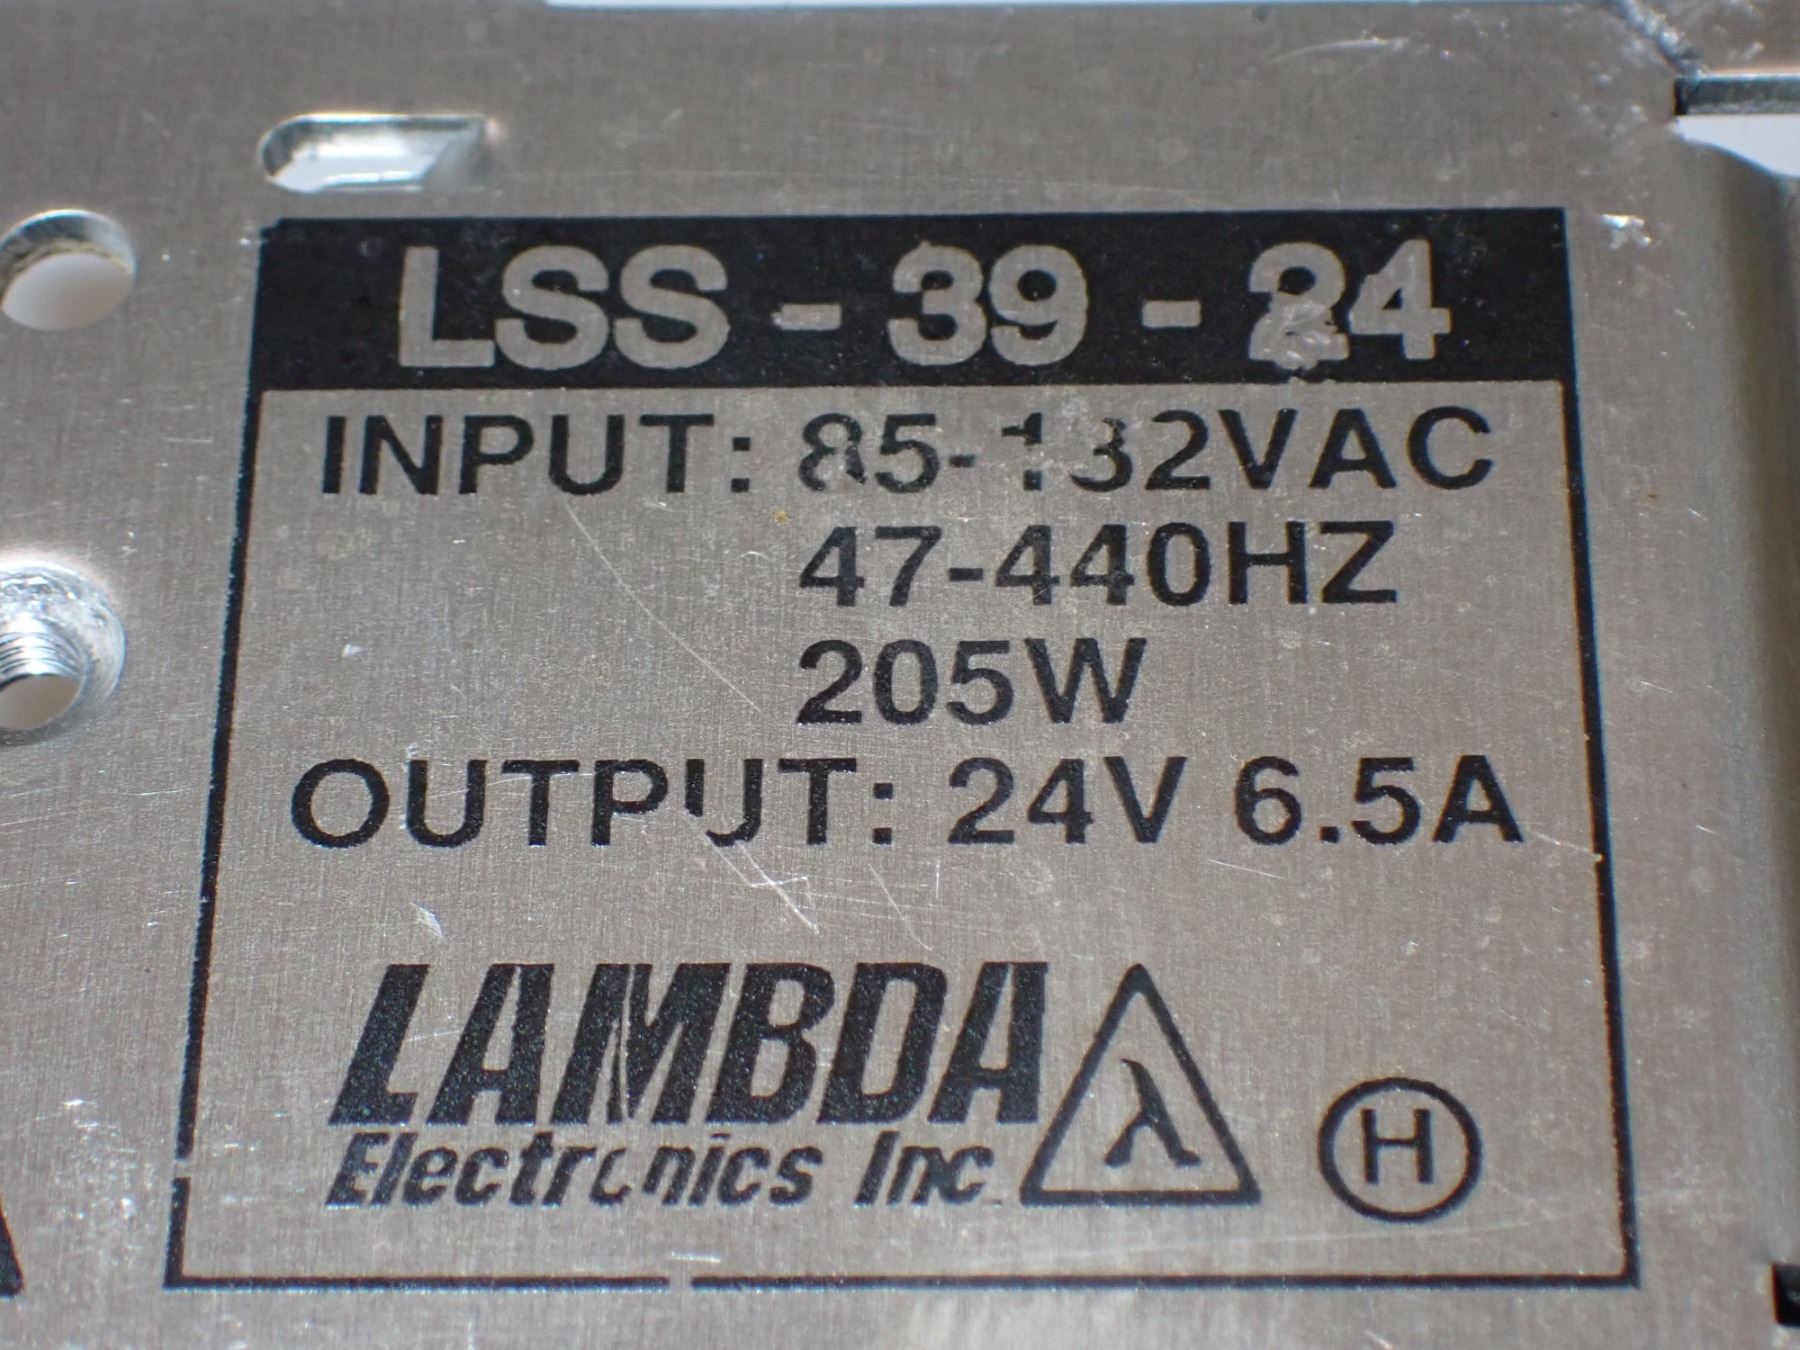 LSS - 39 - 24
INPUT: 85-132VAC
47-440HZ
205W
OUTPUT: 24V 6.5A
LAMBDA
Electronics Inc.
λ
H